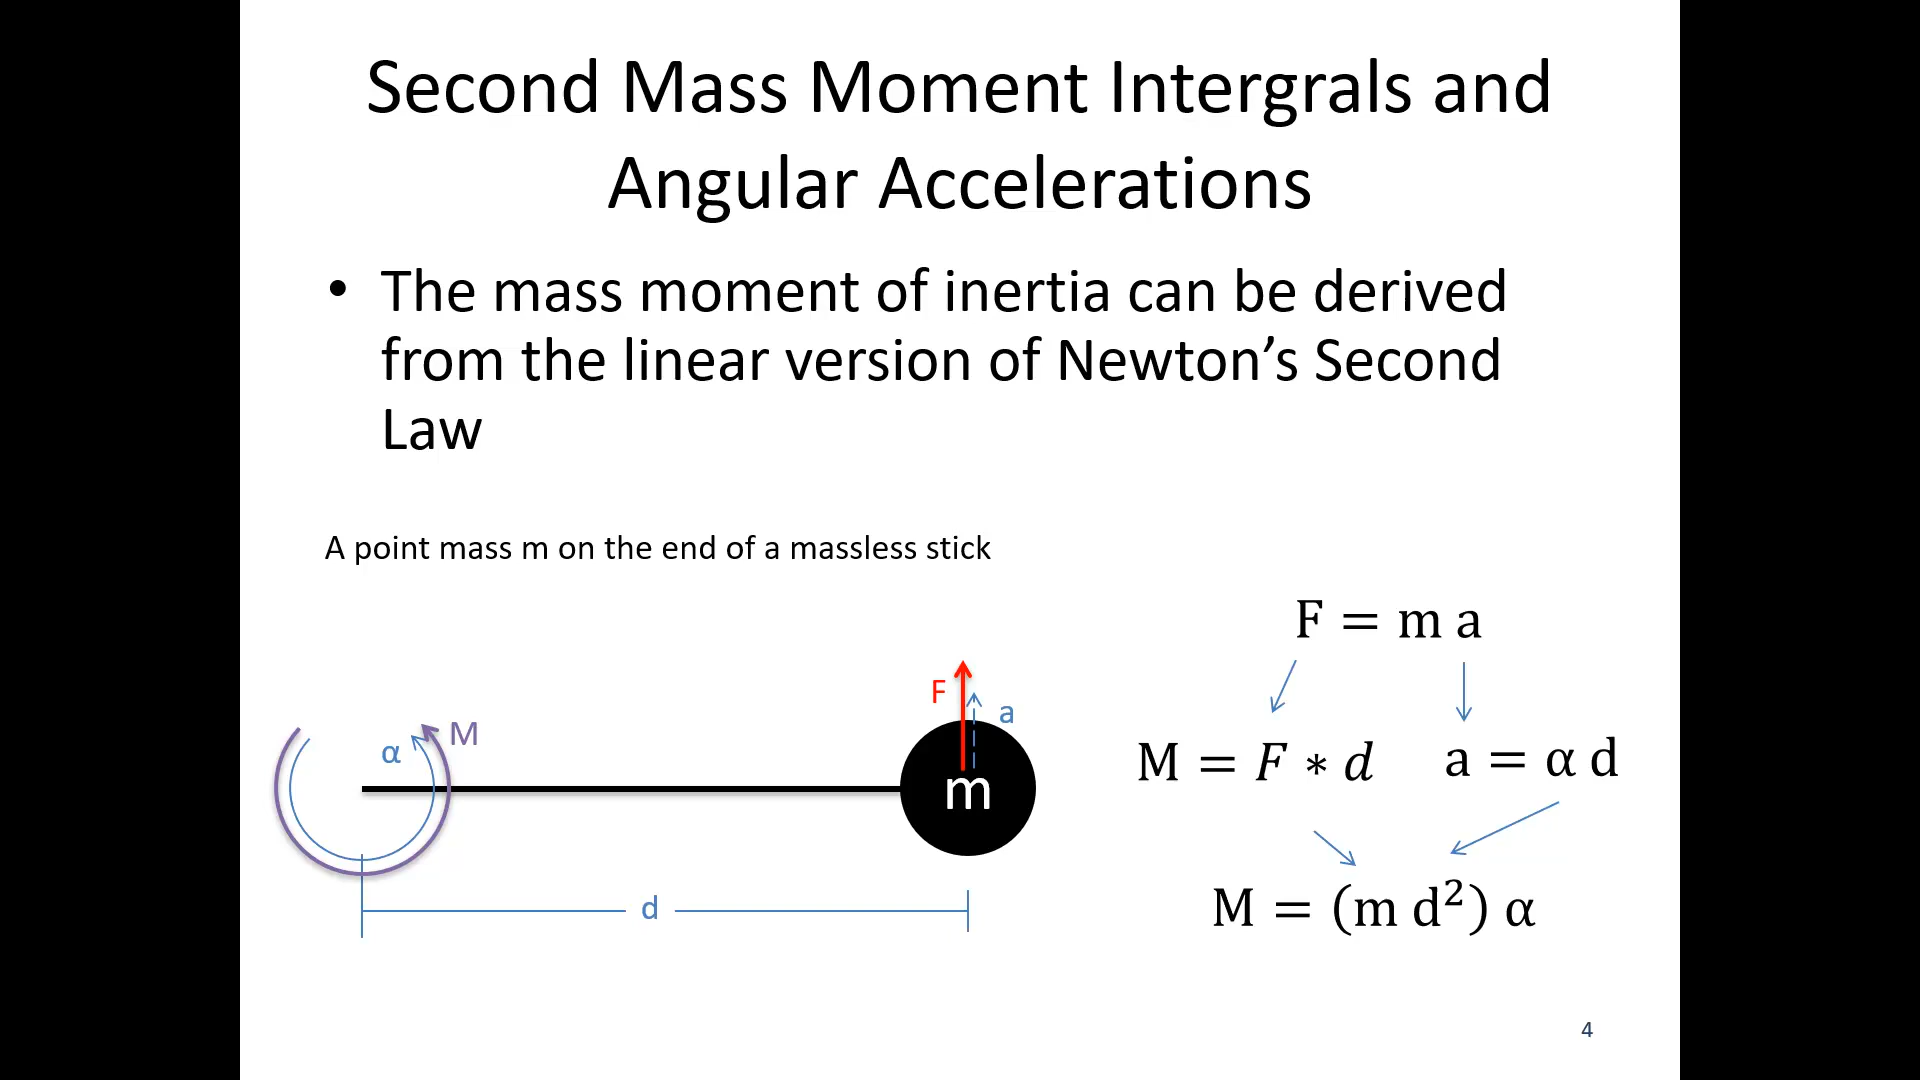 Second Mass Moment Intergrals and
Angular Accelerations
• The mass moment of inertia can be derived
from the linear version of Newton’s Second
Law
A point mass m on the end of a massless stick
F = m a
F
a
M
α
m
M = F * d
a = α d
d
M = (m d²) α
4